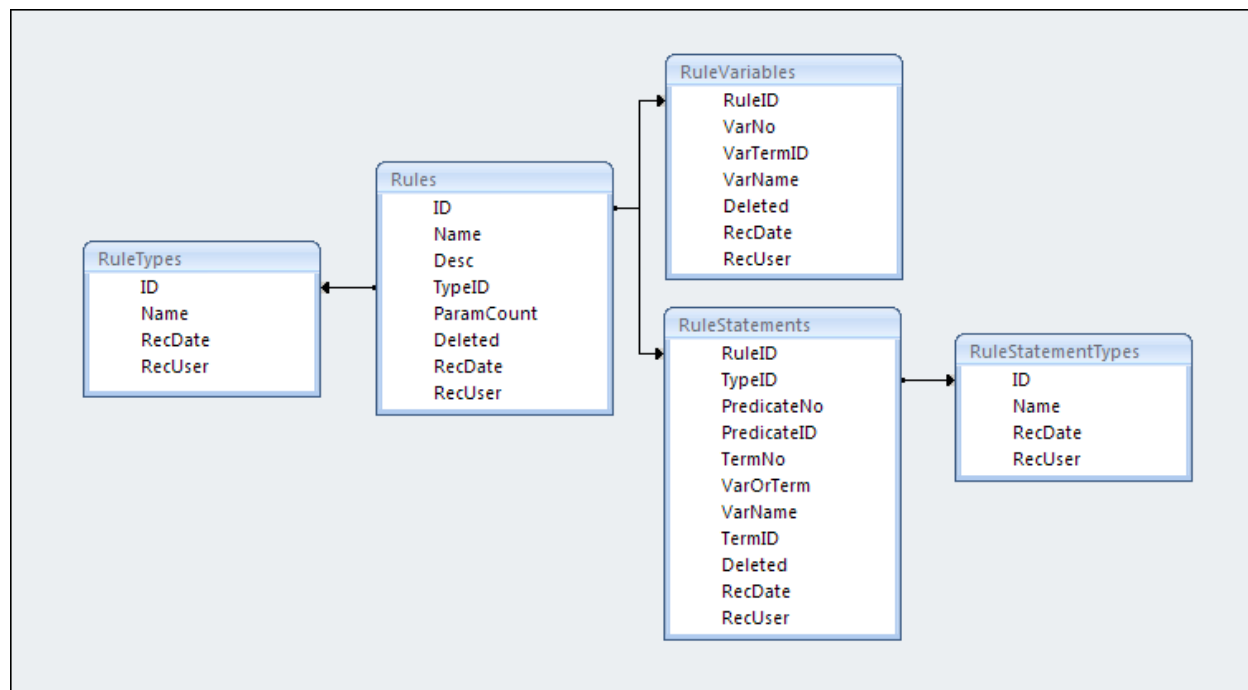 RuleTypes
ID
Name
RecDate
RecUser
Rules
ID
Name
Desc
TypeID
ParamCount
Deleted
RecDate
RecUser
RuleVariables
RuleID
VarNo
VarTermID
VarName
Deleted
RecDate
RecUser
RuleStatements
RuleID
TypeID
PredicateNo
PredicateID
TermNo
VarOrTerm
VarName
TermID
Deleted
RecDate
RecUser
RuleStatementTypes
ID
Name
RecDate
RecUser